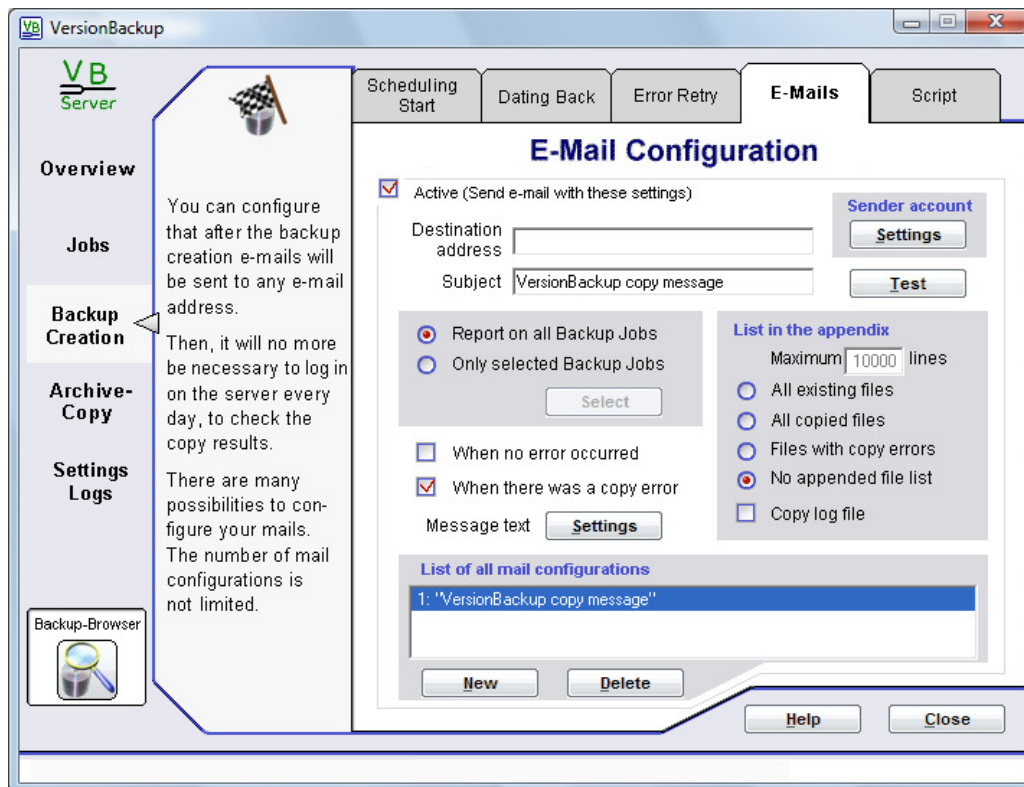 VB VersionBackup
VB
Server
Overview
Jobs
Backup
Creation
Archive-
Copy
Settings
Logs
Backup-Browser
You can configure
that after the backup
creation e-mails will
be sent to any e-mail
address.
Then, it will no more
be necessary to log in
on the server every
day, to check the
copy results.
There are many
possibilities to con-
figure your mails.
The number of mail
configurations is
not limited.
Scheduling
Start
Dating Back
Error Retry
E-Mails
Script
E-Mail Configuration
Active (Send e-mail with these settings)
Destination
address
Subject VersionBackup copy message
Sender account
Settings
Test
Report on all Backup Jobs
Only selected Backup Jobs
Select
When no error occurred
When there was a copy error
Message text Settings
List in the appendix
Maximum 10000 lines
All existing files
All copied files
Files with copy errors
No appended file list
Copy log file
List of all mail configurations
1: "VersionBackup copy message"
New Delete
Help Close